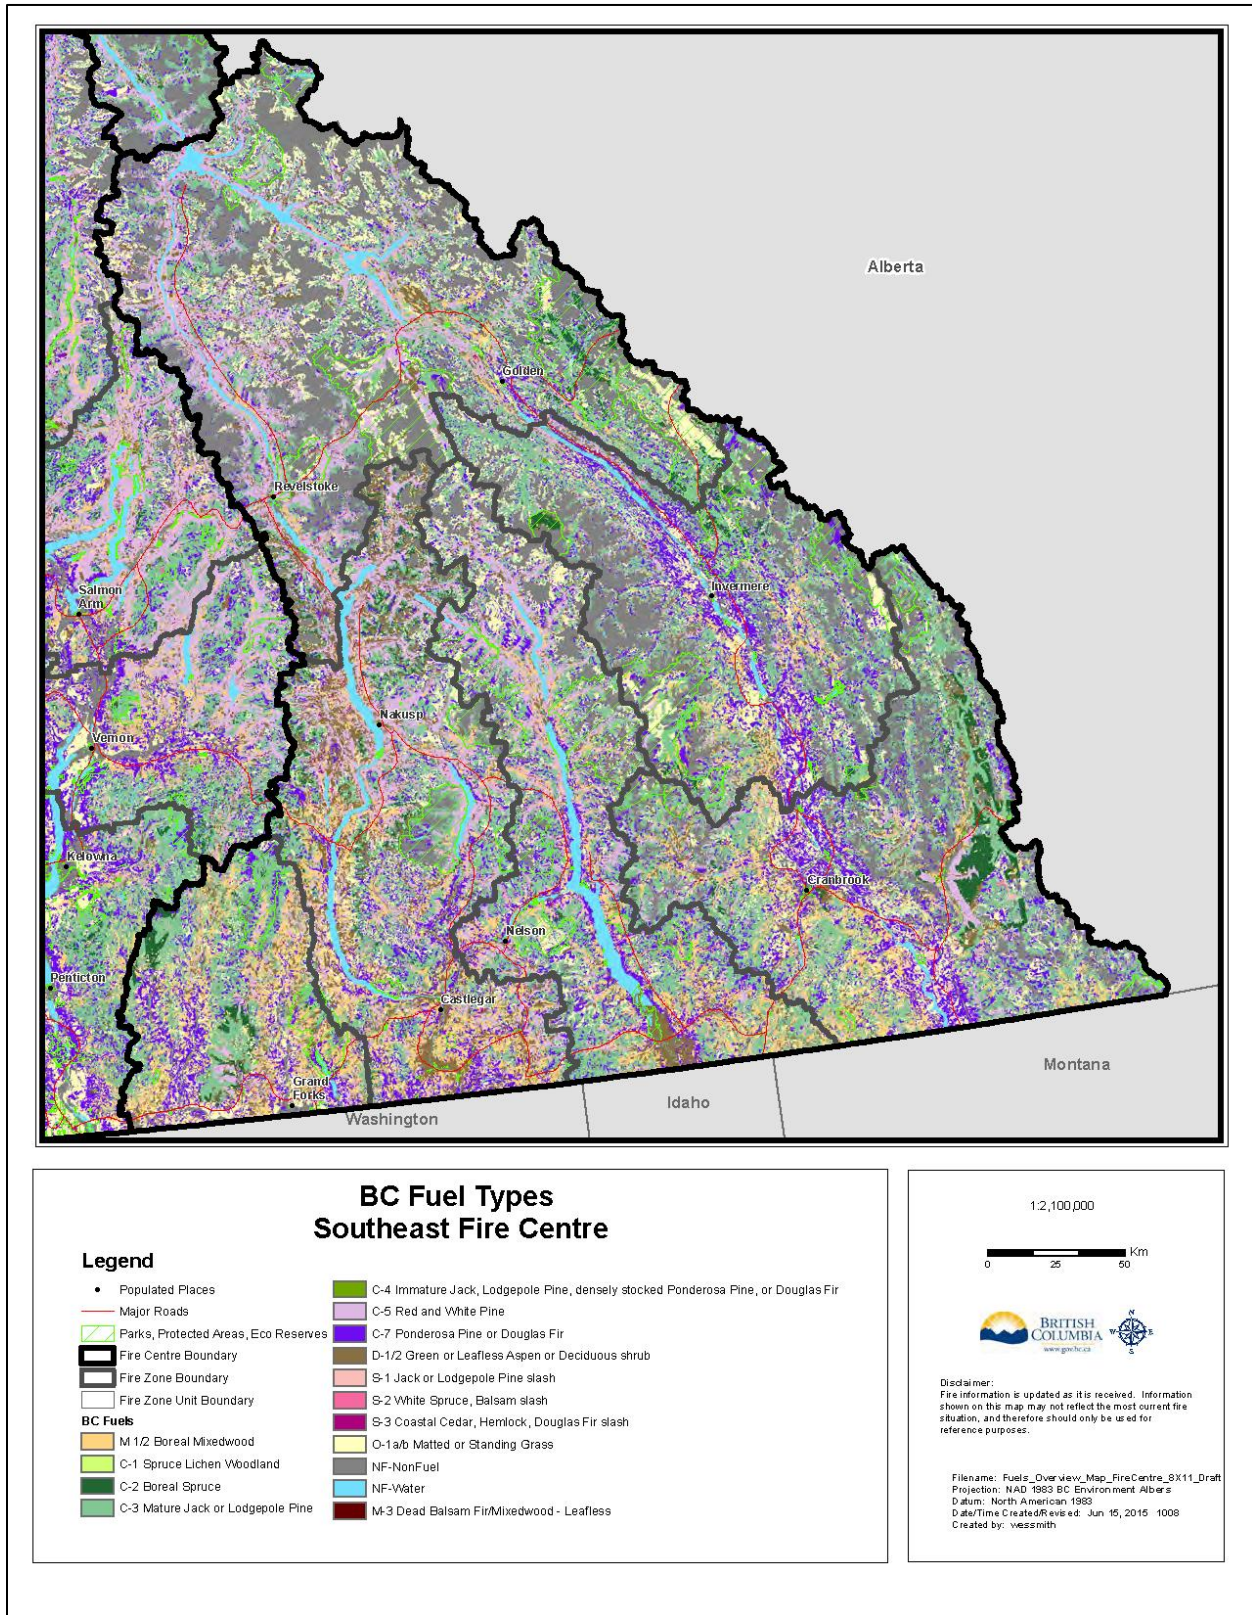 Alberta
Golden
Revelstoke
Salmon
Arm
Invermere
Nakusp
Vernon
Kelowna
Cranbrook
Nelson
Penticton
Castlegar
Grand
Forks
Washington
Idaho
Montana
BC Fuel Types
Southeast Fire Centre
Legend
Populated Places
Major Roads
Parks, Protected Areas, Eco Reserves
Fire Centre Boundary
Fire Zone Boundary
Fire Zone Unit Boundary
BC Fuels
M 1/2 Boreal Mixedwood
C-1 Spruce Lichen Woodland
C-2 Boreal Spruce
C-3 Mature Jack or Lodgepole Pine
C-4 Immature Jack, Lodgepole Pine, densely stocked Ponderosa Pine, or Douglas Fir
C-5 Red and White Pine
C-7 Ponderosa Pine or Douglas Fir
D-1/2 Green or Leafless Aspen or Deciduous shrub
S-1 Jack or Lodgepole Pine slash
S-2 White Spruce, Balsam slash
S-3 Coastal Cedar, Hemlock, Douglas Fir slash
O-1a/b Matted or Standing Grass
NF-NonFuel
NF-Water
M-3 Dead Balsam Fir/Mixedwood - Leafless
1:2,100,000
Km
0 25 50
BRITISH
COLUMBIA
www.gov.bc.ca
N
W E
S
Disclaimer:
Fire information is updated as it is received. Information
shown on this map may not reflect the most current fire
situation, and therefore should only be used for
reference purposes.
Filename: Fuels_Overview_Map_FireCentre_8X11_Draft
Projection: NAD 1983 BC Environment Albers
Datum: North American 1983
Date/Time Created/Revised: Jun 15, 2015 1008
Created by: wessmith